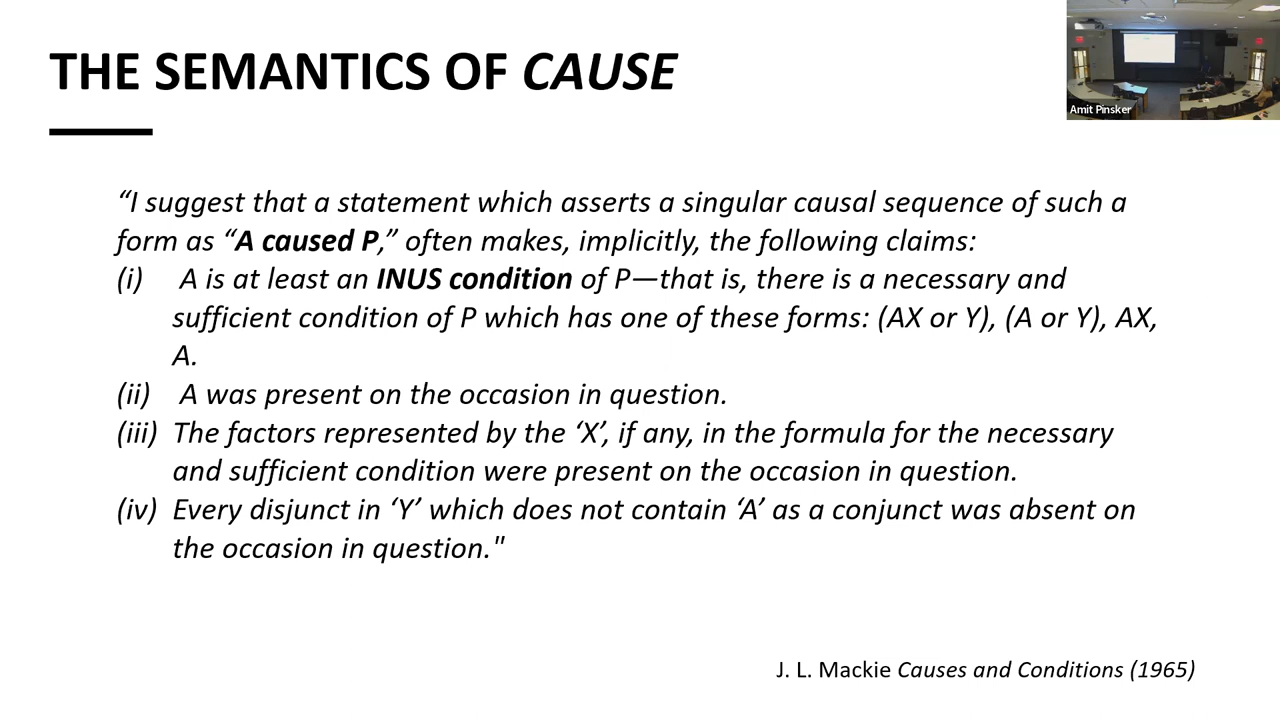 THE SEMANTICS OF CAUSE
Amit Pinsker
“I suggest that a statement which asserts a singular causal sequence of such a
form as “A caused P,” often makes, implicitly, the following claims:
(i) A is at least an INUS condition of P—that is, there is a necessary and
sufficient condition of P which has one of these forms: (AX or Y), (A or Y), AX,
A.
(ii) A was present on the occasion in question.
(iii) The factors represented by the ‘X’, if any, in the formula for the necessary
and sufficient condition were present on the occasion in question.
(iv) Every disjunct in ‘Y’ which does not contain ‘A’ as a conjunct was absent on
the occasion in question."
J. L. Mackie Causes and Conditions (1965)